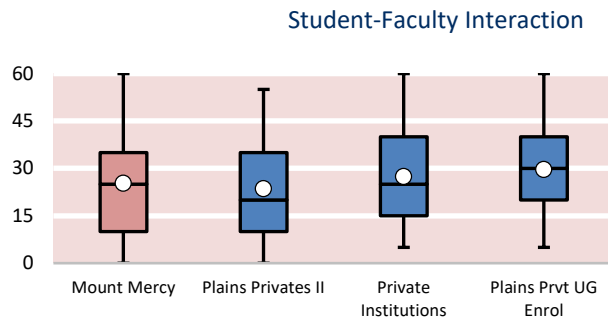 Student-Faculty Interaction
60
45
30
15
0
Mount Mercy
Plains Privates II
Private
Institutions
Plains Prvt UG
Enrol